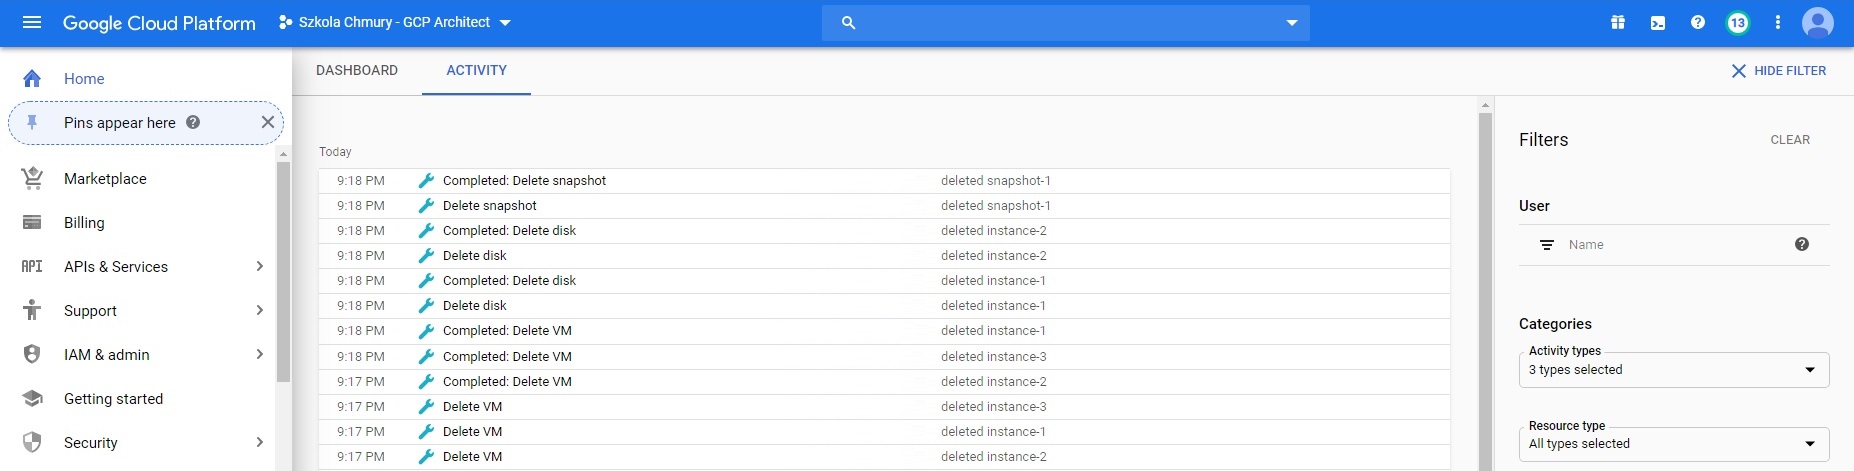 Google Cloud Platform
Szkola Chmury - GCP Architect
13
Home
Pins appear here
Marketplace
Billing
API APIs & Services
Support
IAM & admin
Getting started
Security
DASHBOARD ACTIVITY
HIDE FILTER
Today
9:18 PM Completed: Delete snapshot deleted snapshot-1
9:18 PM Delete snapshot deleted snapshot-1
9:18 PM Completed: Delete disk deleted instance-2
9:18 PM Delete disk deleted instance-2
9:18 PM Completed: Delete disk deleted instance-1
9:18 PM Delete disk deleted instance-1
9:18 PM Completed: Delete VM deleted instance-1
9:18 PM Completed: Delete VM deleted instance-3
9:17 PM Completed: Delete VM deleted instance-2
9:17 PM Delete VM deleted instance-3
9:17 PM Delete VM deleted instance-1
9:17 PM Delete VM deleted instance-2
Filters CLEAR
User
Name
Categories
Activity types
3 types selected
Resource type
All types selected